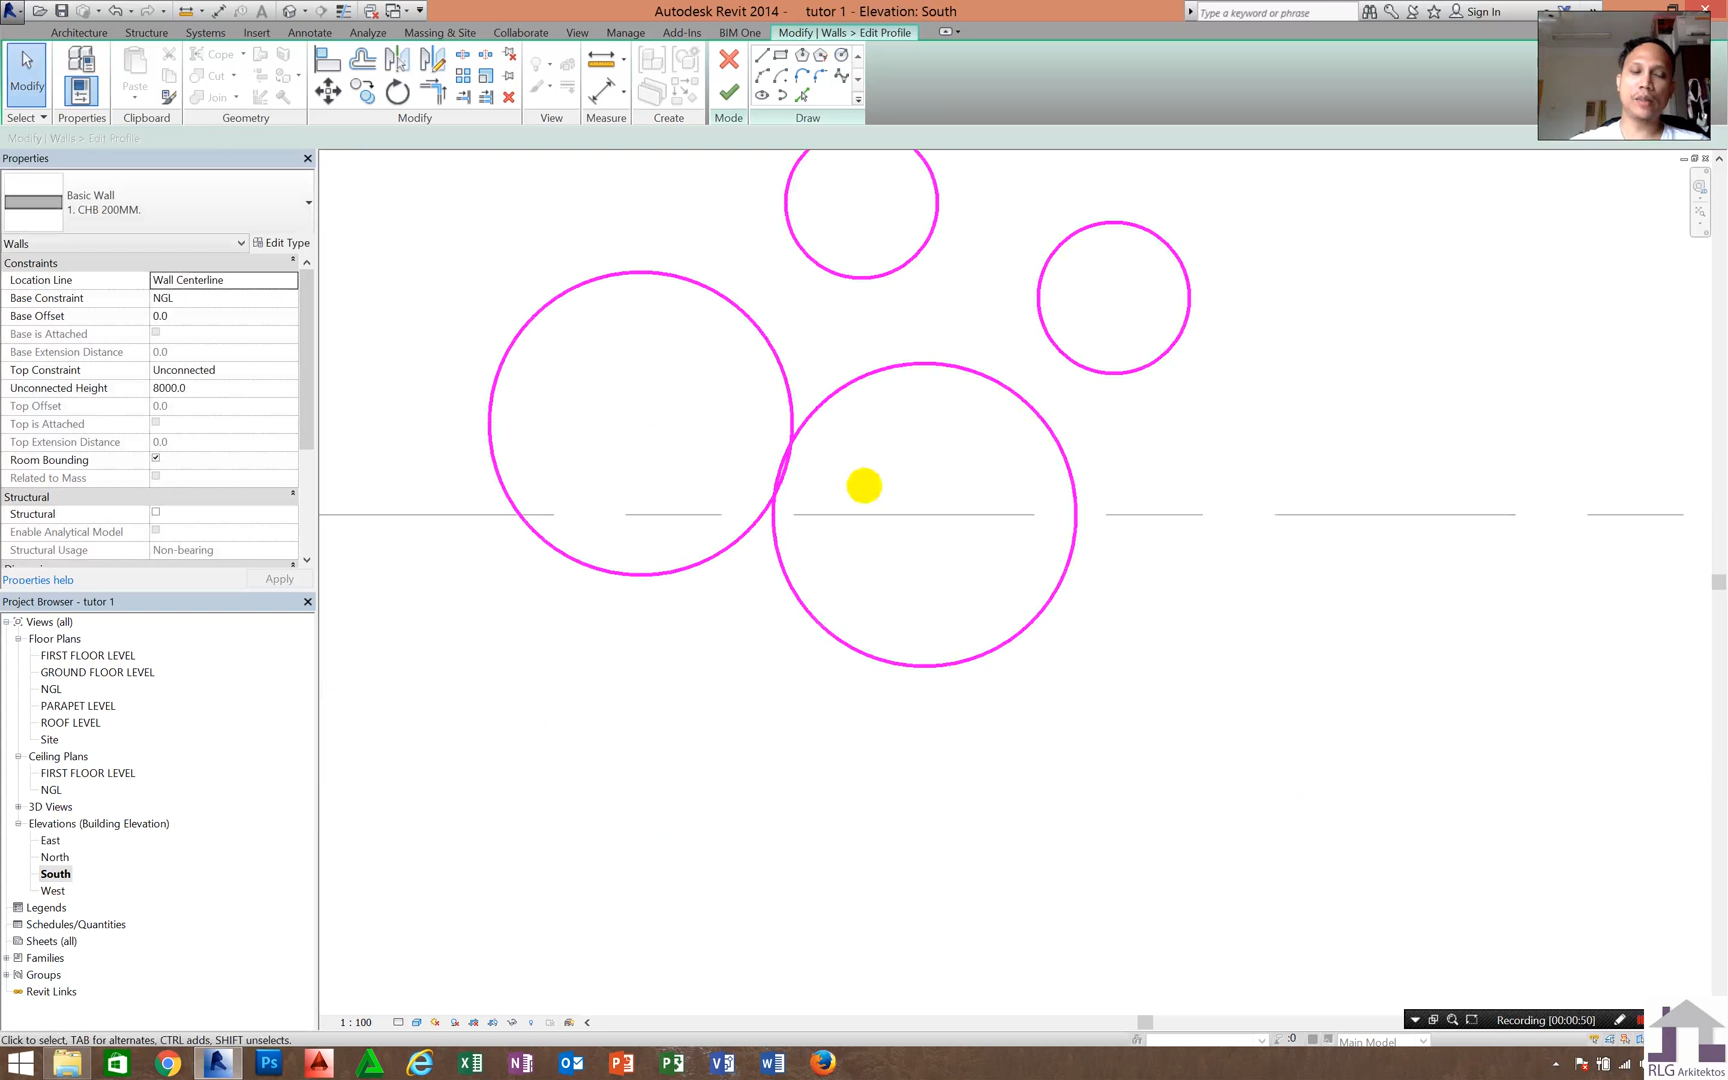 Autodesk Revit 2014 - tutor 1 - Elevation: South
Type a keyword or phrase
Sign In
Architecture Structure Systems Insert Annotate Analyze Massing & Site Collaborate View Manage Add-Ins BIM One Modify | Walls > Edit Profile
Modify
Paste
Cope
Cut
Join
Select Properties Clipboard Geometry Modify View Measure Create Mode Draw
Modify | Walls > Edit Profile
Properties
Basic Wall
1. CHB 200MM.
Walls Edit Type
Constraints
Location Line Wall Centerline
Base Constraint NGL
Base Offset 0.0
Base is Attached
Base Extension Distance 0.0
Top Constraint Unconnected
Unconnected Height 8000.0
Top Offset 0.0
Top is Attached
Top Extension Distance 0.0
Room Bounding
Related to Mass
Structural
Structural
Enable Analytical Model
Structural Usage Non-bearing
Properties help Apply
Project Browser - tutor 1
Views (all)
Floor Plans
FIRST FLOOR LEVEL
GROUND FLOOR LEVEL
NGL
PARAPET LEVEL
ROOF LEVEL
Site
Ceiling Plans
FIRST FLOOR LEVEL
NGL
3D Views
Elevations (Building Elevation)
East
North
South
West
Legends
Schedules/Quantities
Sheets (all)
Families
Groups
Revit Links
1 : 100
Recording [00:00:50]
Click to select, TAB for alternates, CTRL adds, SHIFT unselects.
:0
Main Model
RLG Arkitektos